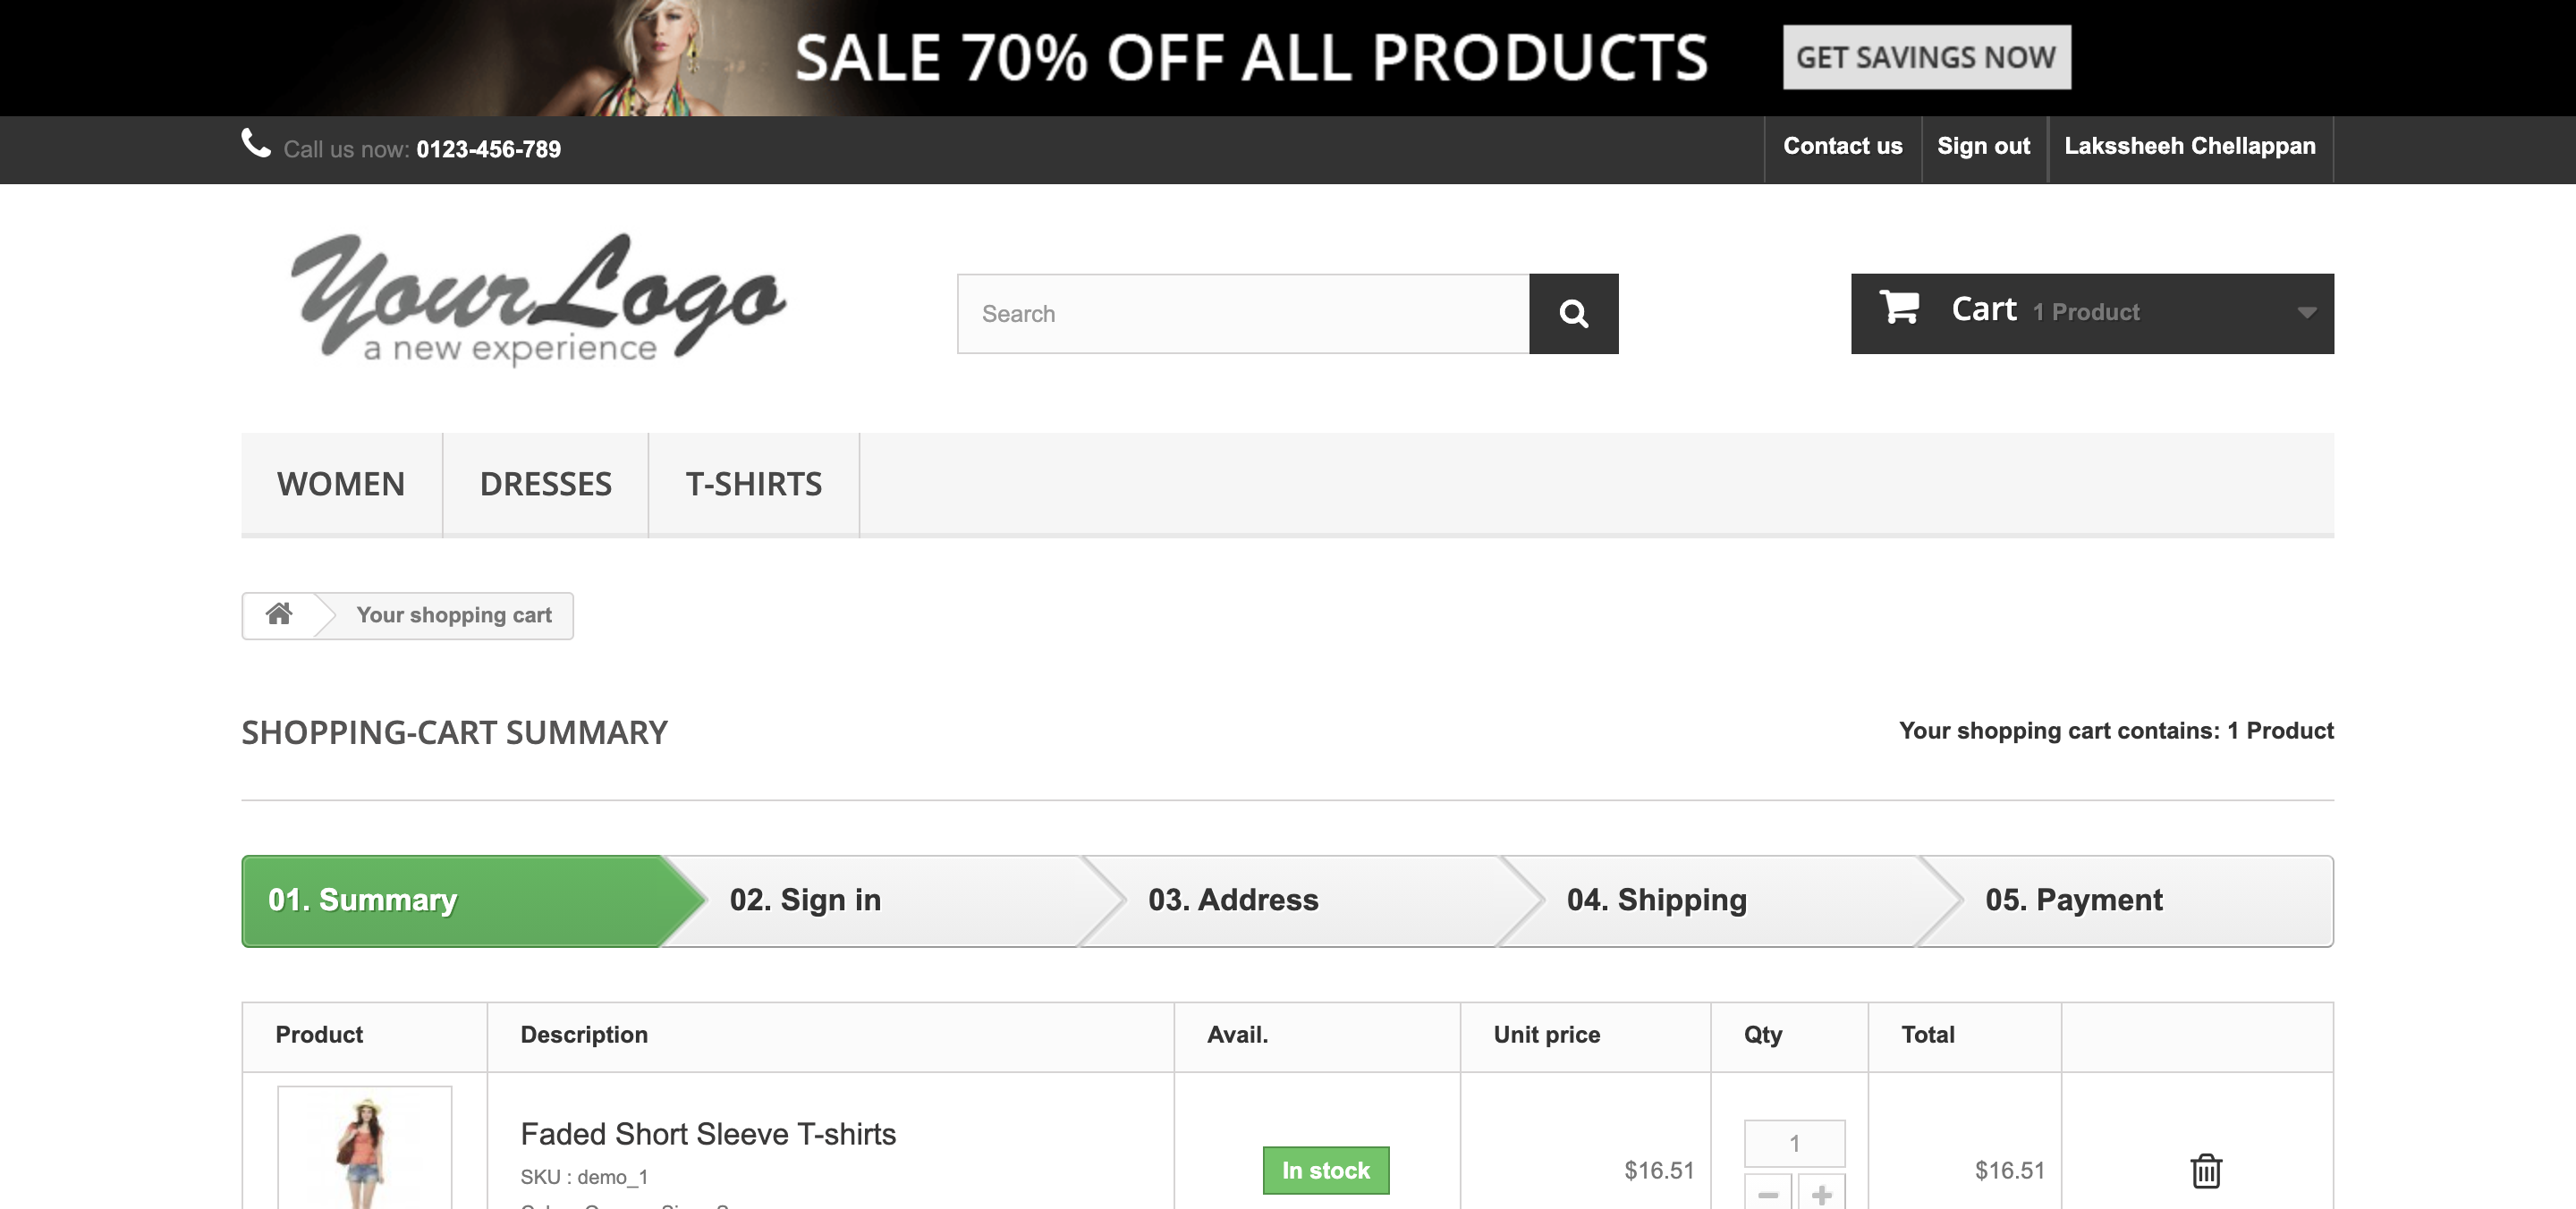 SALE 70% OFF ALL PRODUCTS GET SAVINGS NOW
Call us now: 0123-456-789 Contact us Sign out Lakssheeh Chellappan
Your Logo
a new experience
Search
Cart 1 Product
WOMEN DRESSES T-SHIRTS
Your shopping cart
SHOPPING-CART SUMMARY Your shopping cart contains: 1 Product
01. Summary 02. Sign in 03. Address 04. Shipping 05. Payment
Product Description Avail. Unit price Qty Total
Faded Short Sleeve T-shirts
SKU : demo_1
In stock $16.51 1 $16.51